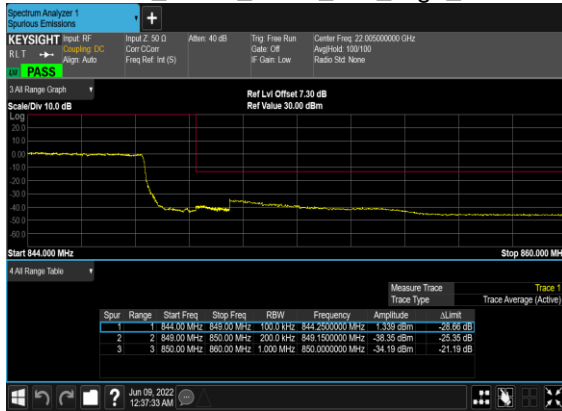 Spectrum Analyzer 1
Spurious Emissions
+
KEYSIGHT
RLT
LW PASS
Input: RF
Coupling: DC
Align: Auto
Input Z: 50 Ω
Corr CCorr
Freq Ref: Int (S)
Atten: 40 dB
Trig: Free Run
Gate: Off
IF Gain: Low
Center Freq: 22.005000000 GHz
Avg|Hold: 100/100
Radio Std: None
3 All Range Graph
Scale/Div 10.0 dB
Ref Lvl Offset 7.30 dB
Ref Value 30.00 dBm
Log
20.0
10.0
0.00
-10.0
-20.0
-30.0
-40.0
-50.0
-60.0
Start 844.000 MHz
Stop 860.000 MH
4 All Range Table
Measure Trace Trace 1
Trace Type Trace Average (Active)
Spur Range Start Freq Stop Freq RBW Frequency Amplitude ΔLimit
1 1 844.00 MHz 849.00 MHz 100.0 kHz 844.2500000 MHz 1.339 dBm -28.66 dB
2 2 849.00 MHz 850.00 MHz 200.0 kHz 849.1500000 MHz -38.35 dBm -25.35 dB
3 3 850.00 MHz 860.00 MHz 1.000 MHz 850.0000000 MHz -34.19 dBm -21.19 dB
?
Jun 09, 2022
12:37:33 AM